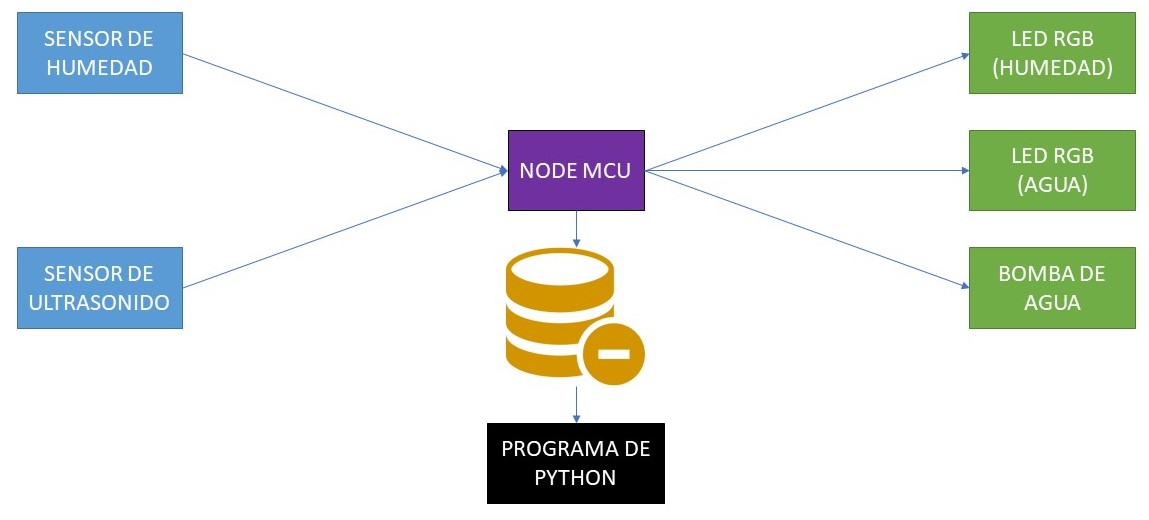 SENSOR DE
HUMEDAD
SENSOR DE
ULTRASONIDO
NODE MCU
PROGRAMA DE
PYTHON
LED RGB
(HUMEDAD)
LED RGB
(AGUA)
BOMBA DE
AGUA